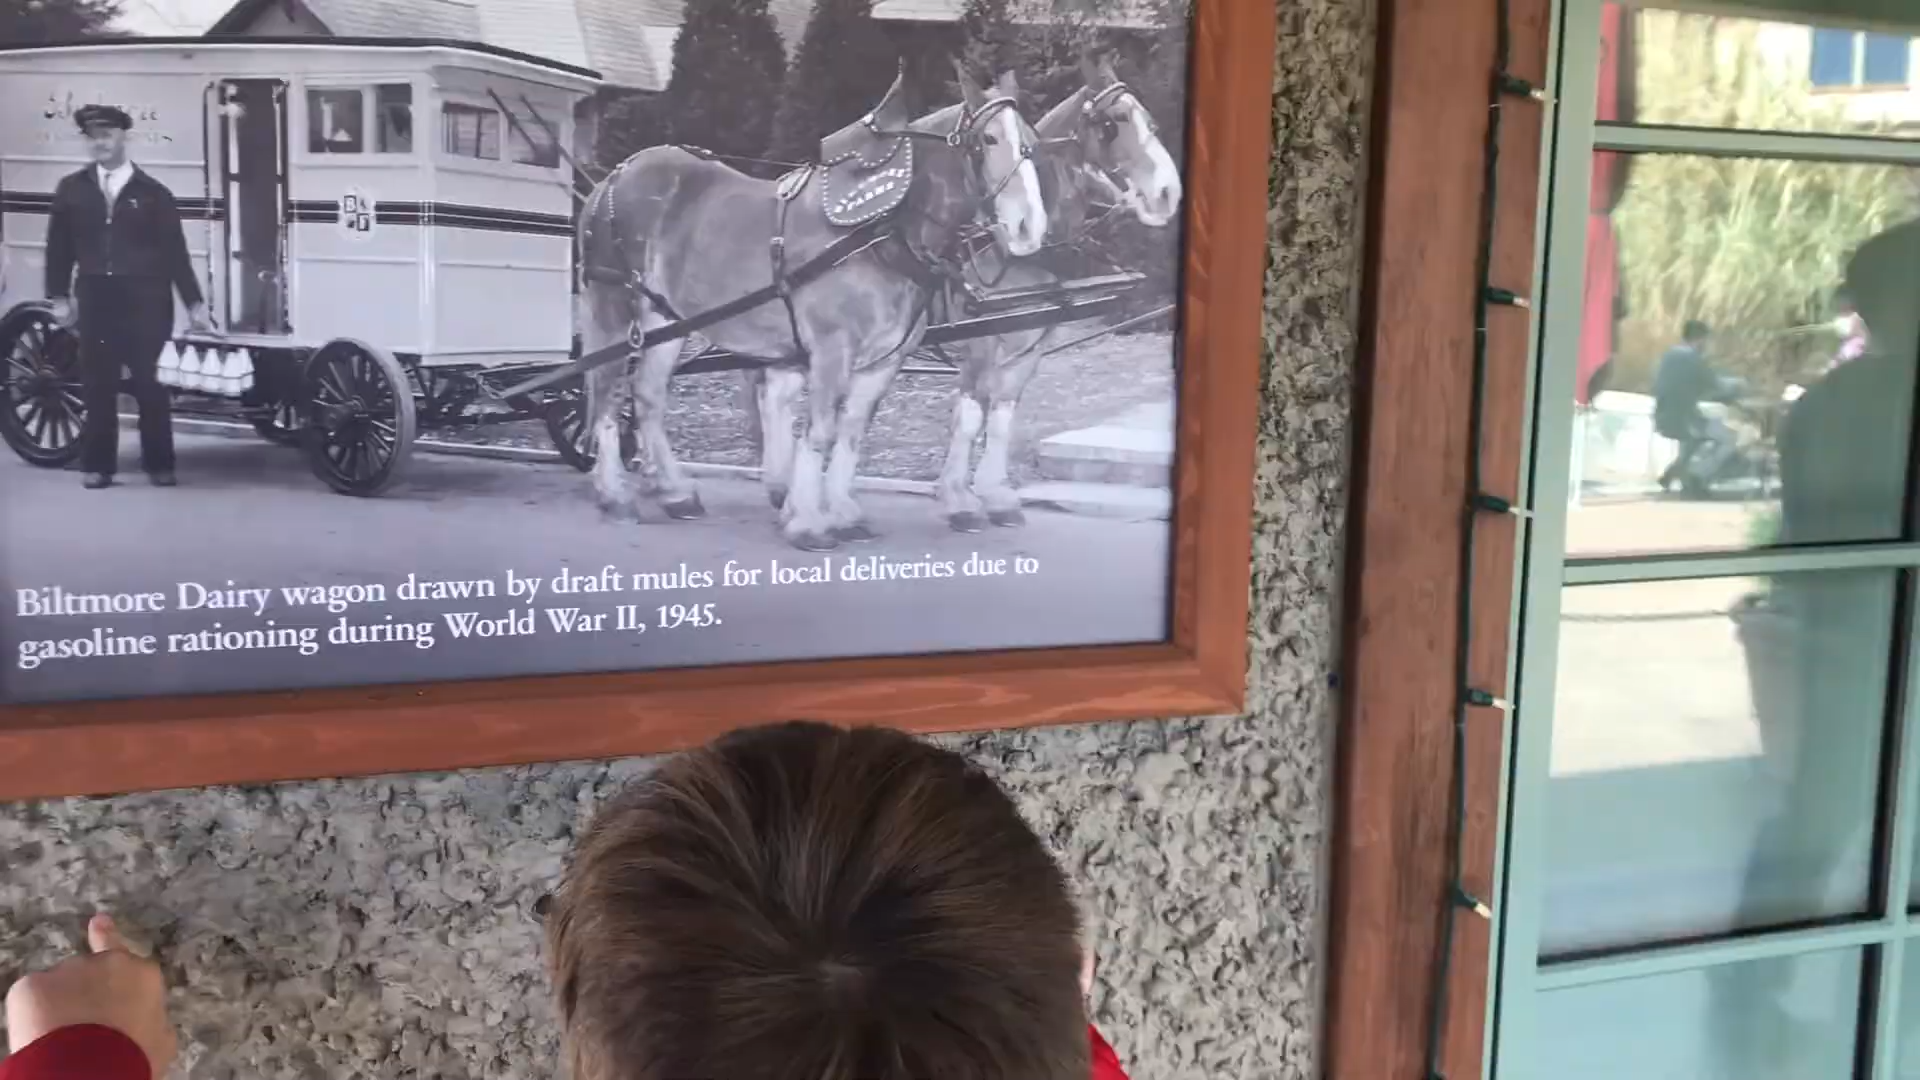 B F
FARMS
Biltmore Dairy wagon drawn by draft mules for local deliveries due to
gasoline rationing during World War II, 1945.